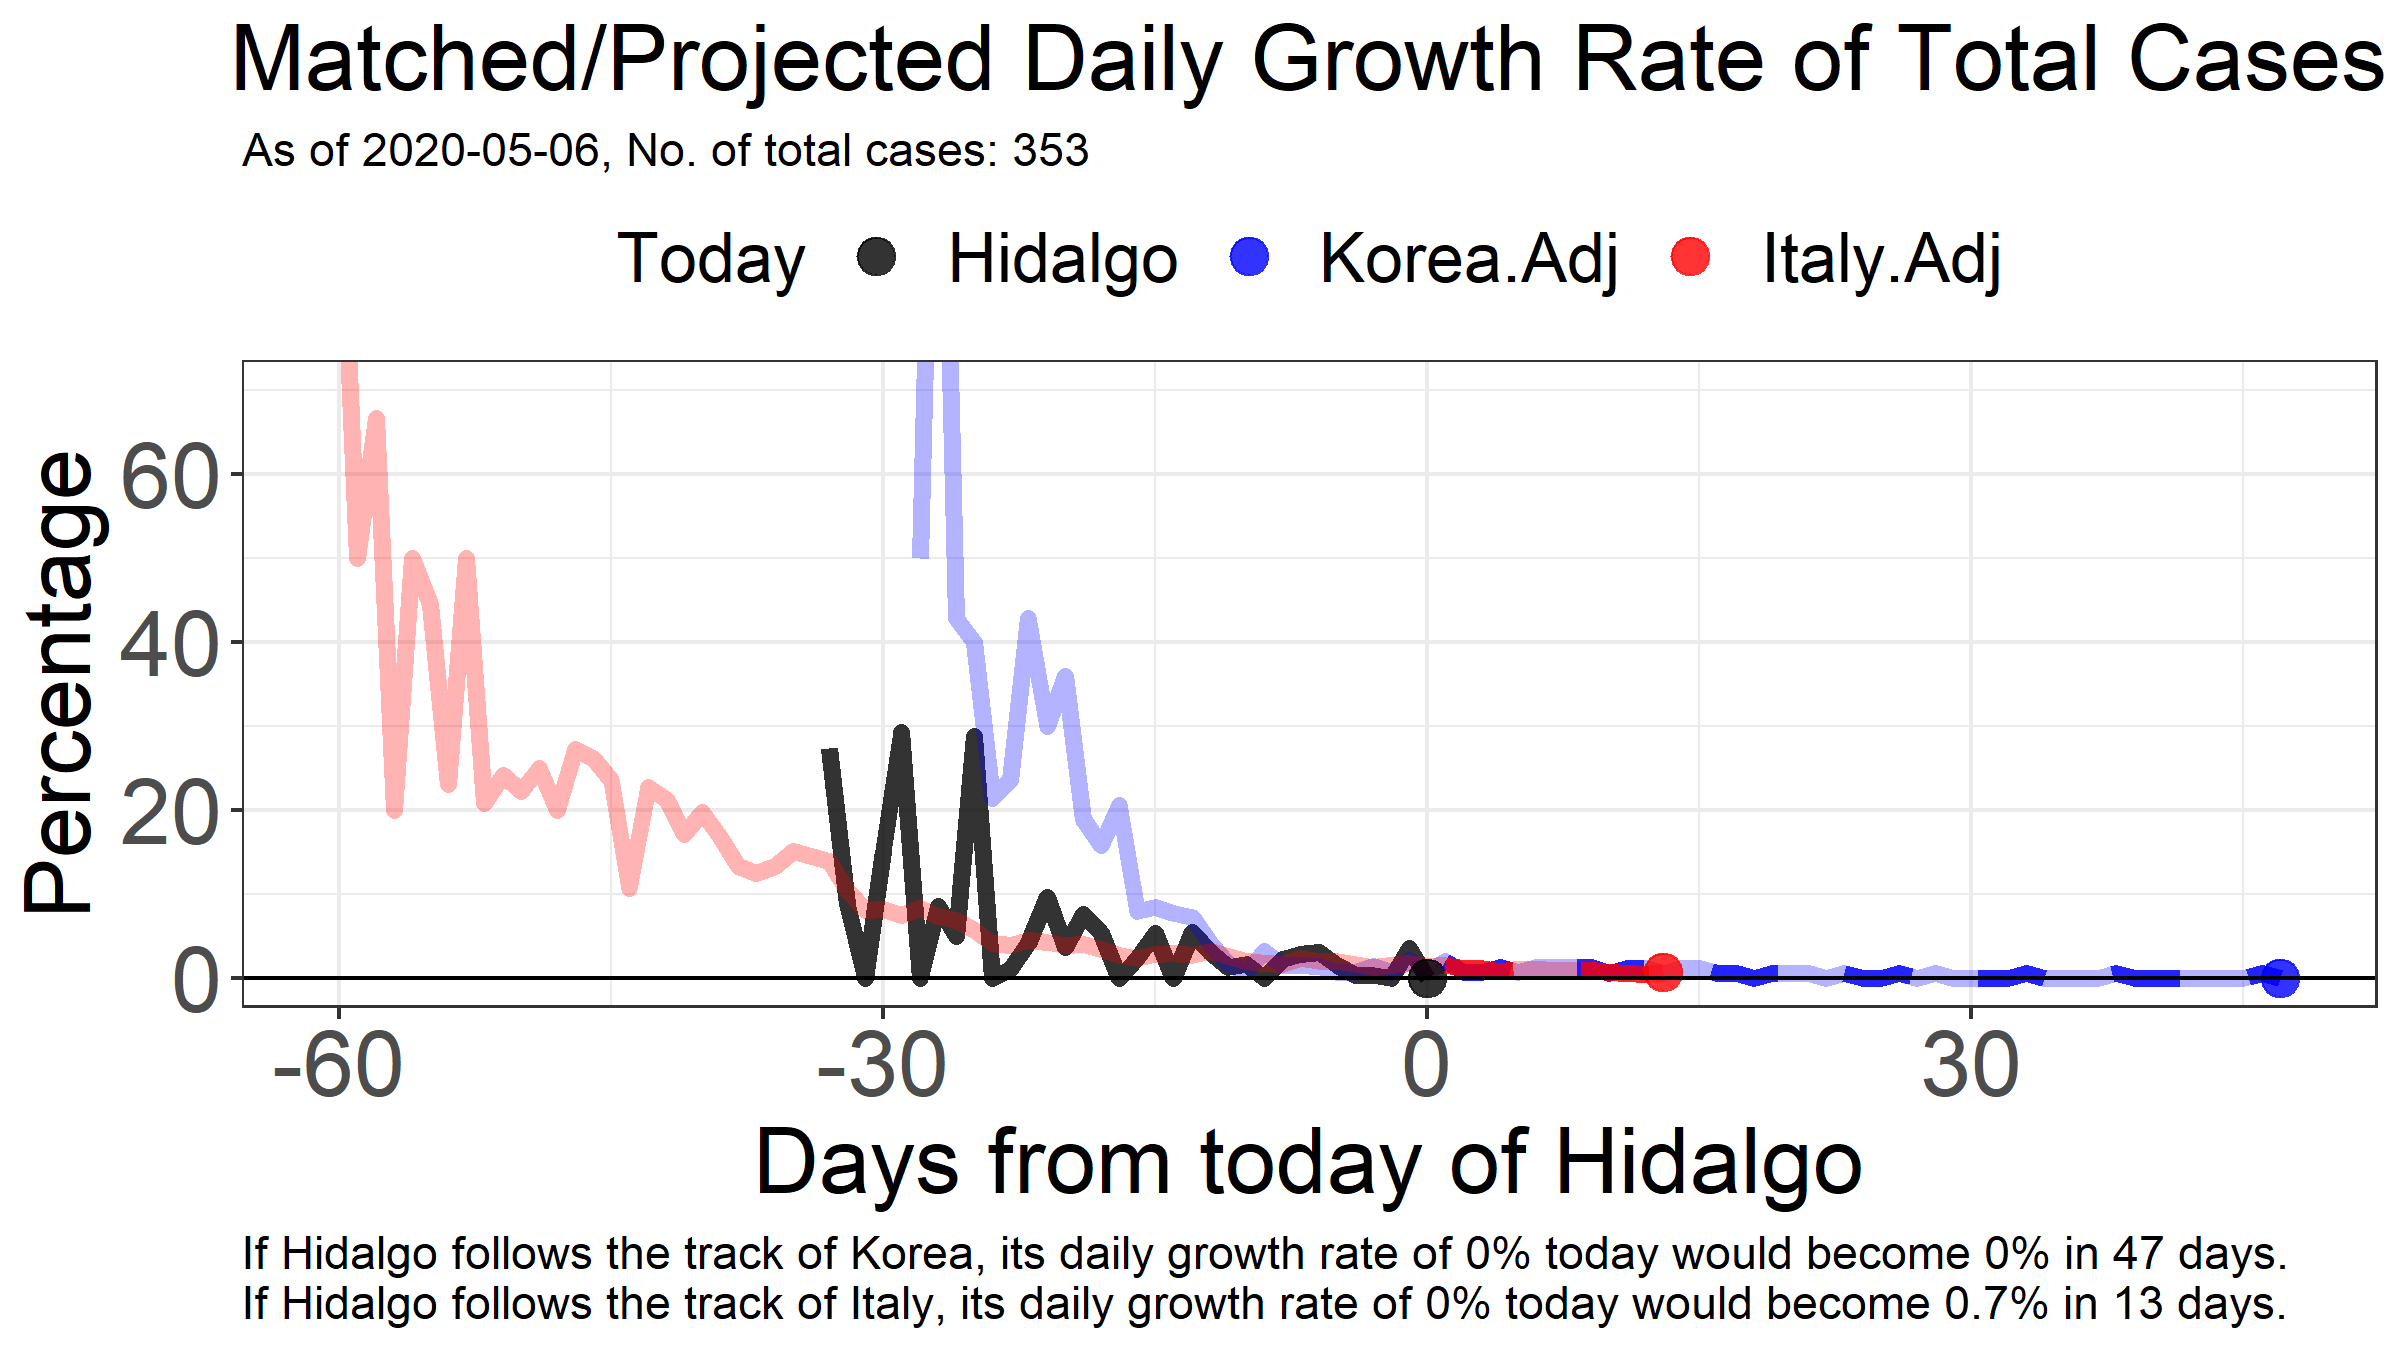 Matched/Projected Daily Growth Rate of Total Cases
As of 2020-05-06, No. of total cases: 353
Today Hidalgo Korea.Adj Italy.Adj
Percentage
60
40
20
0
-60 -30 0 30
Days from today of Hidalgo
If Hidalgo follows the track of Korea, its daily growth rate of 0% today would become 0% in 47 days.
If Hidalgo follows the track of Italy, its daily growth rate of 0% today would become 0.7% in 13 days.